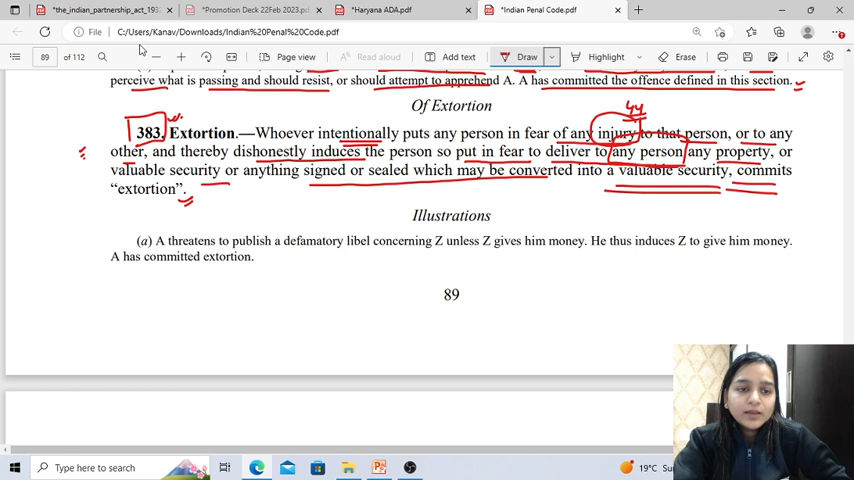 *the_indian_partnership_act_193
*Promotion Deck 22Feb 2023.pd
*Haryana ADA.pdf
*Indian Penal Code.pdf
File
C:/Users/Kanav/Downloads/Indian%20Penal%20Code.pdf
89 of 112
Page view
Read aloud
Add text
Draw
Highlight
Erase
perceive what is passing and should resist, or should attempt to apprehend A. A has committed the offence defined in this section.
Of Extortion
44
383. Extortion.—Whoever intentionally puts any person in fear of any injury to that person, or to any
other, and thereby dishonestly induces the person so put in fear to deliver to any person any property, or
valuable security or anything signed or sealed which may be converted into a valuable security, commits
“extortion”.
Illustrations
(a) A threatens to publish a defamatory libel concerning Z unless Z gives him money. He thus induces Z to give him money.
A has committed extortion.
89
Type here to search
19°C